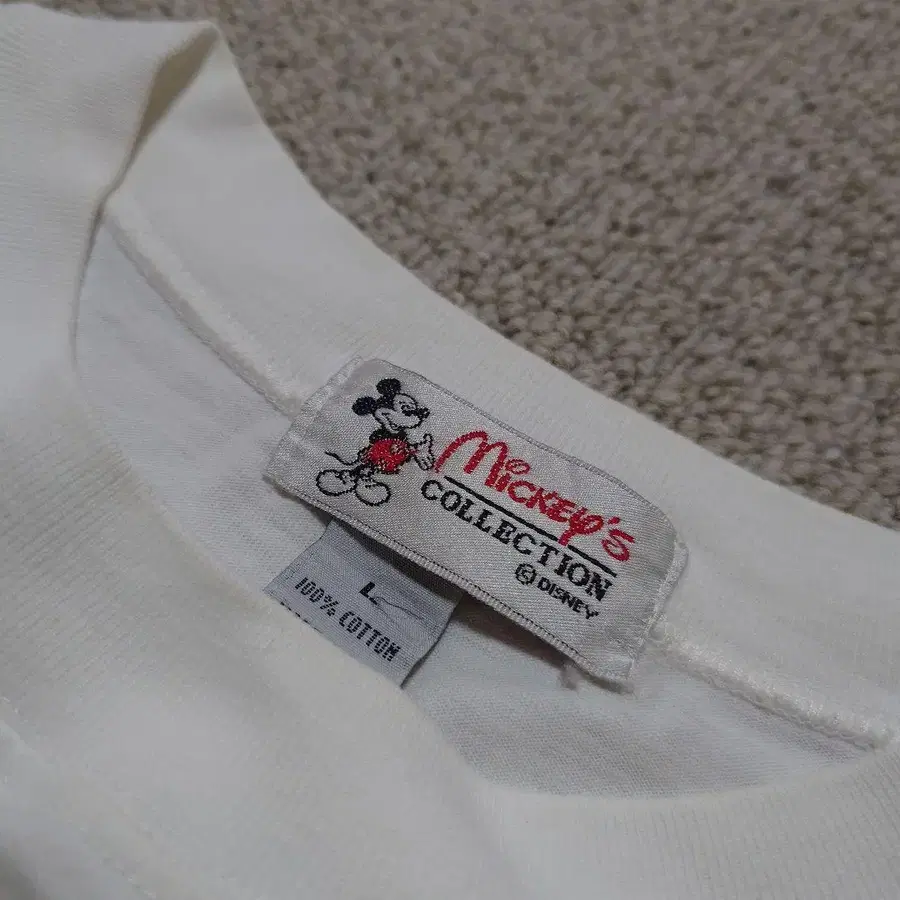 Mickey's
COLLECTION
© DISNEY
L
100% COTTON